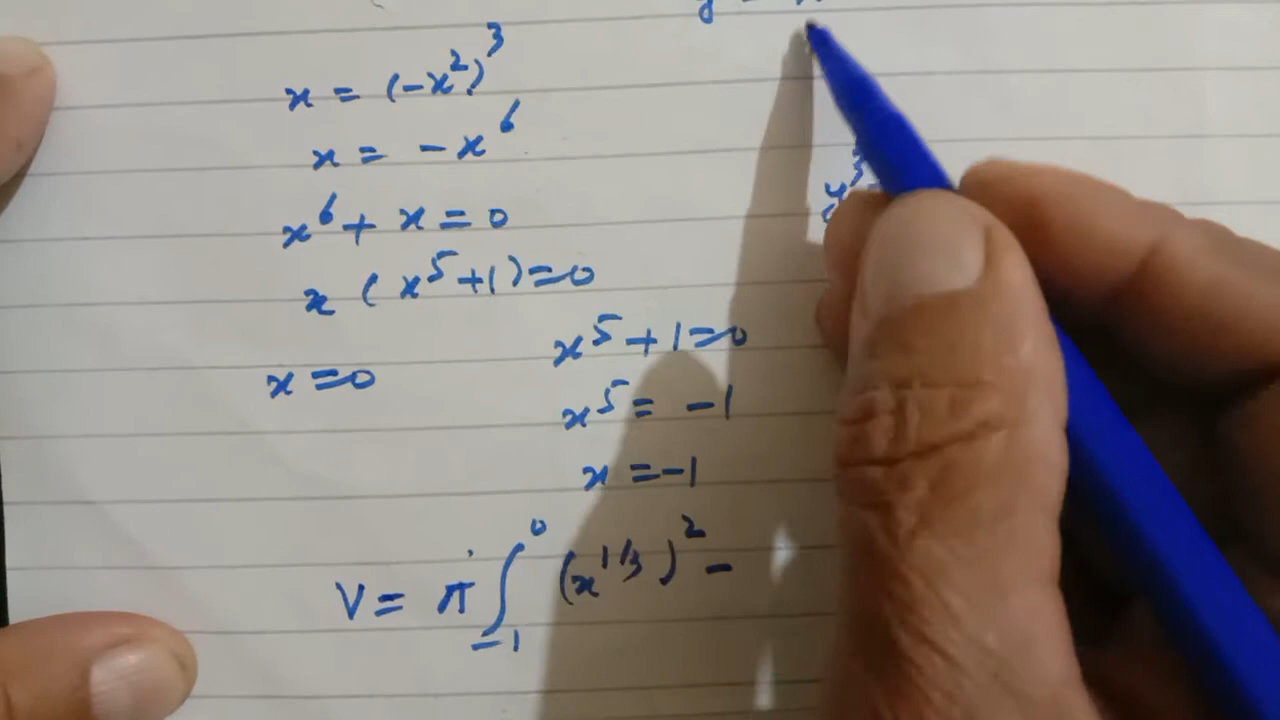 x = (-x²)³
x = -x⁶
x⁶ + x = 0
x (x⁵+1)=0
x⁵+1=0
x=0
x⁵ = -1
x = -1
V = π ∫₋₁⁰ (x^{1/3})² -
y³